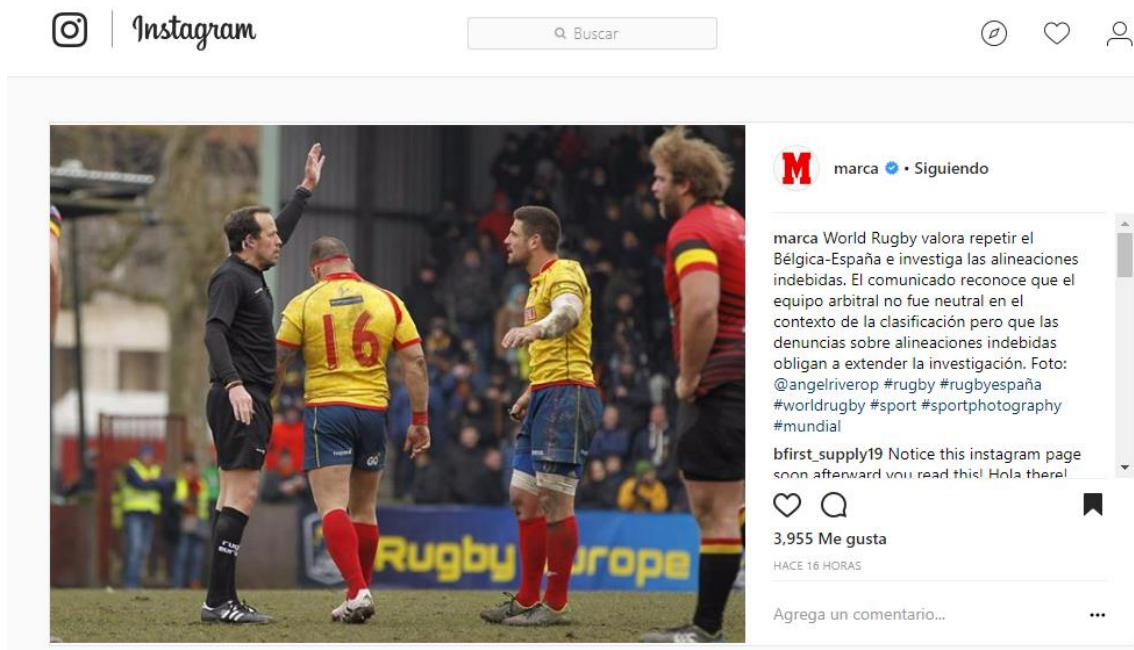 Instagram
Buscar
16
GO
Rugby Europe
M
marca • Siguiendo
marca World Rugby valora repetir el
Bélgica-España e investiga las alineaciones
indebidas. El comunicado reconoce que el
equipo arbitral no fue neutral en el
contexto de la clasificación pero que las
denuncias sobre alineaciones indebidas
obligan a extender la investigación. Foto:
@angelriverop #rugby #rugbyespaña
#worldrugby #sport #sportphotography
#mundial
bfirst_supply19 Notice this instagram page
soon afterward you read this! Hola there!
3,955 Me gusta
HACE 16 HORAS
Agrega un comentario...